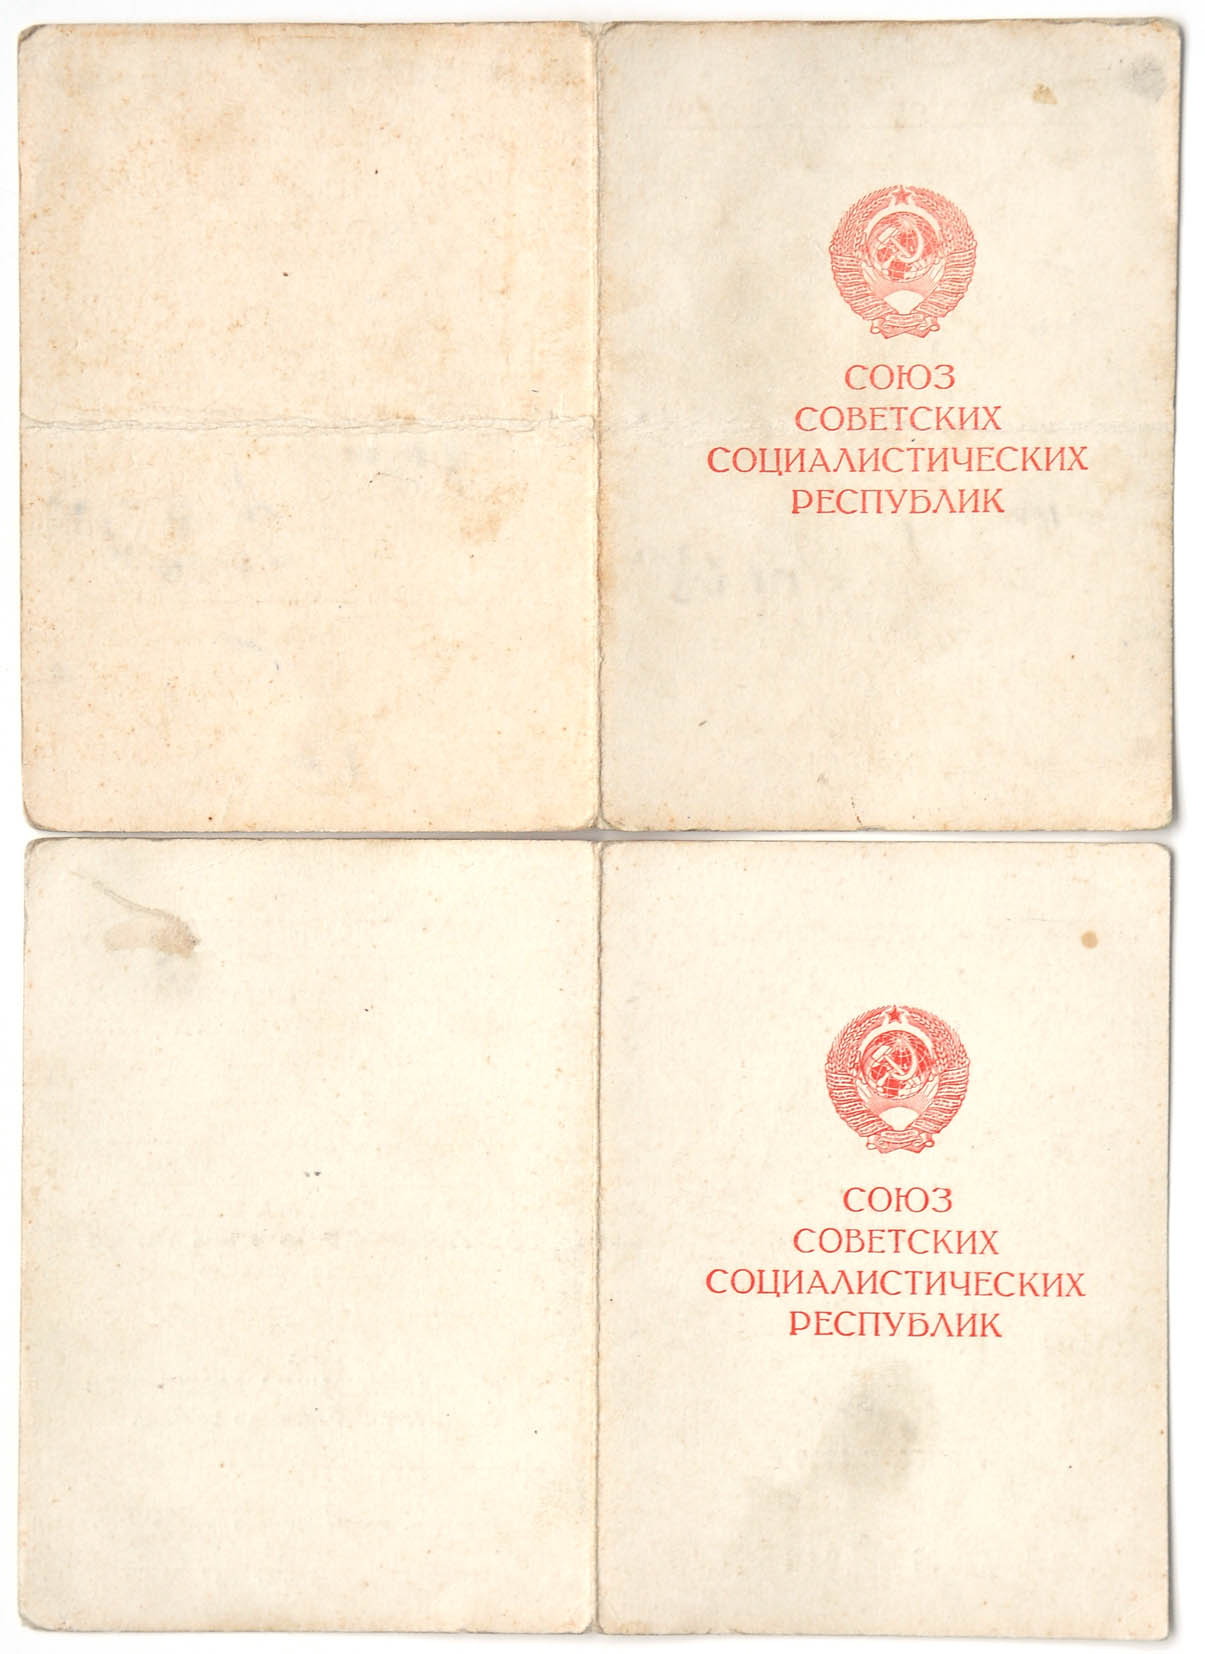 СОЮЗ
СОВЕТСКИХ
СОЦИАЛИСТИЧЕСКИХ
РЕСПУБЛИК
СОЮЗ
СОВЕТСКИХ
СОЦИАЛИСТИЧЕСКИХ
РЕСПУБЛИК